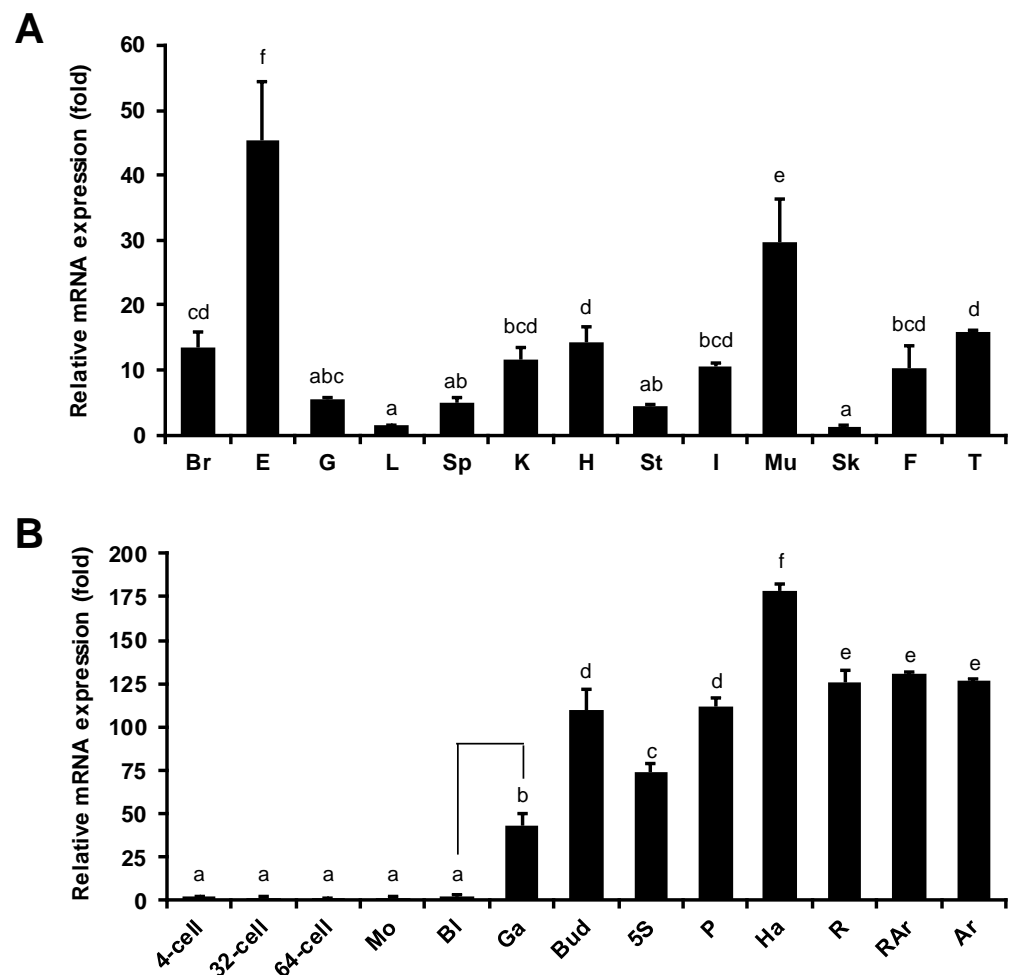 A
Relative mRNA expression (fold)
60
50
40
30
20
10
0
cd
f
abc
a
ab
bcd
d
ab
bcd
e
a
bcd
d
Br E G L Sp K H St I Mu Sk F T
B
Relative mRNA expression (fold)
200
175
150
125
100
75
50
25
0
a a a a a b d c d f e e e
4-cell 32-cell 64-cell Mo Bl Ga Bud 5S P Ha R RAr Ar